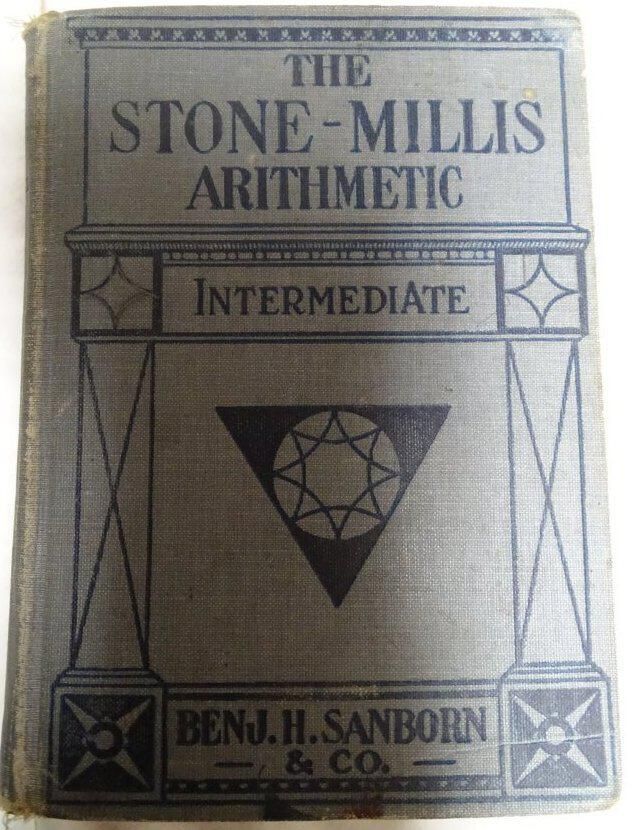 THE
STONE-MILLIS
ARITHMETIC
INTERMEDIATE
BENJ. H. SANBORN
& CO.